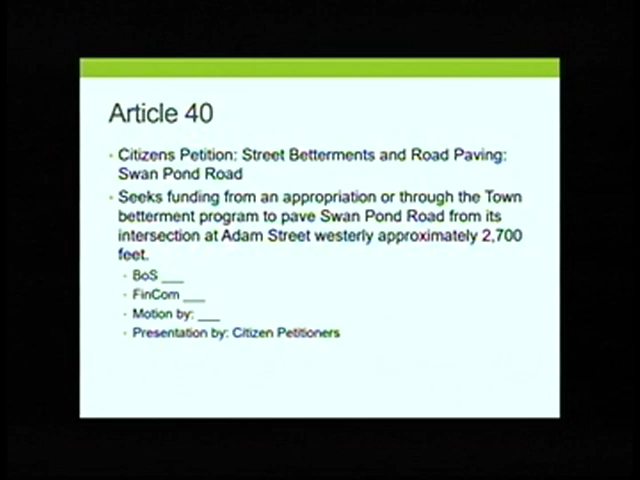 Article 40
Citizens Petition: Street Betterments and Road Paving:
Swan Pond Road
Seeks funding from an appropriation or through the Town
betterment program to pave Swan Pond Road from its
intersection at Adam Street westerly approximately 2,700
feet.
BoS ___
FinCom ___
Motion by: ___
Presentation by: Citizen Petitioners